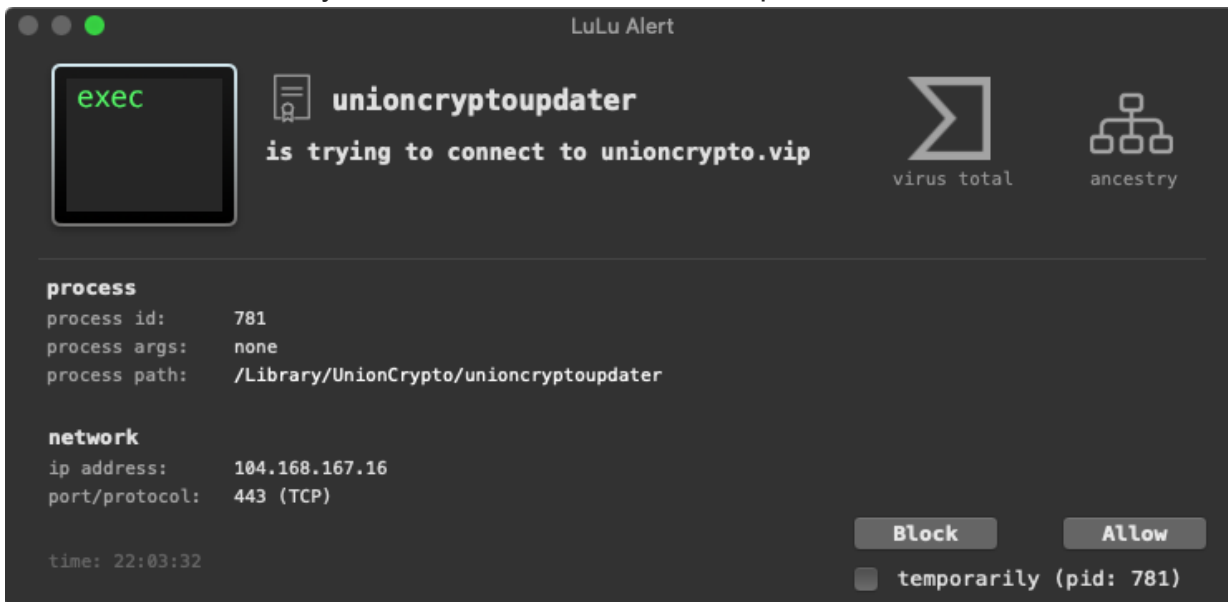 LuLu Alert
exec
unioncryptoupdater
is trying to connect to unioncrypto.vip
virus total
ancestry
process
process id: 781
process args: none
process path: /Library/UnionCrypto/unioncryptoupdater
network
ip address: 104.168.167.16
port/protocol: 443 (TCP)
time: 22:03:32
Block
Allow
temporarily (pid: 781)